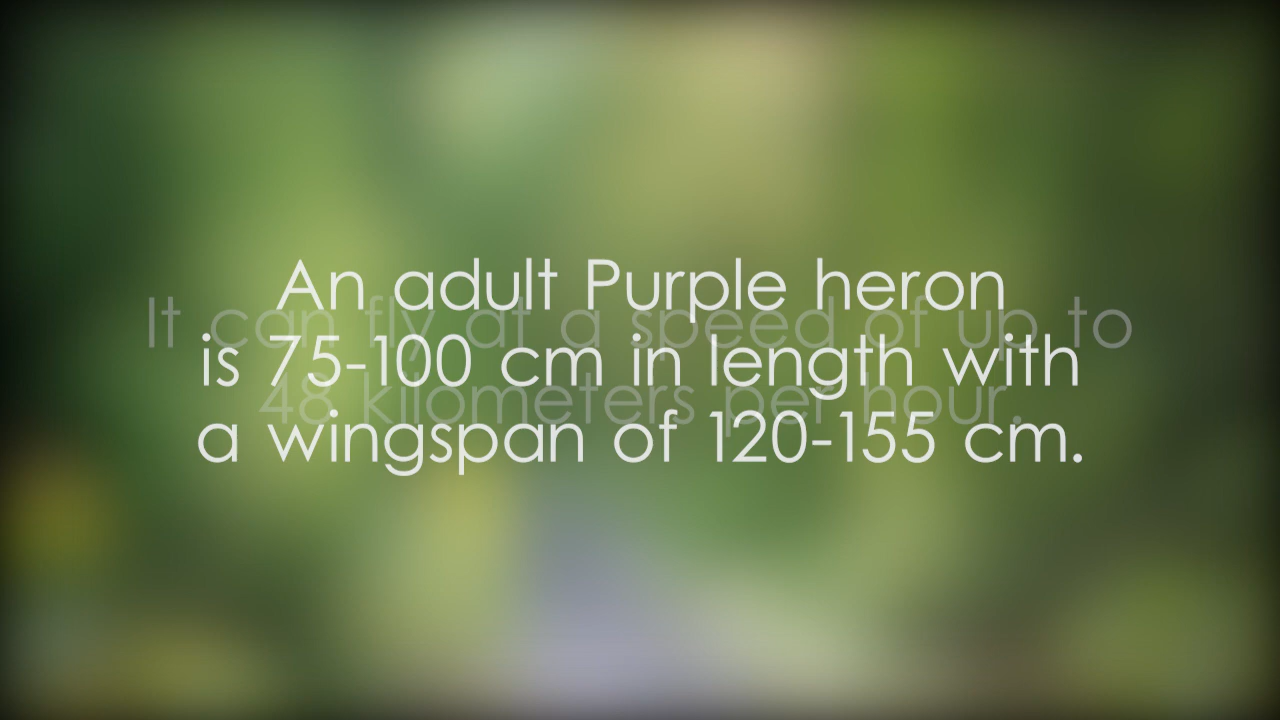 An adult Purple heron
is 75-100 cm in length with
a wingspan of 120-155 cm.
It can fly at a speed of up to
48 kilometers per hour.